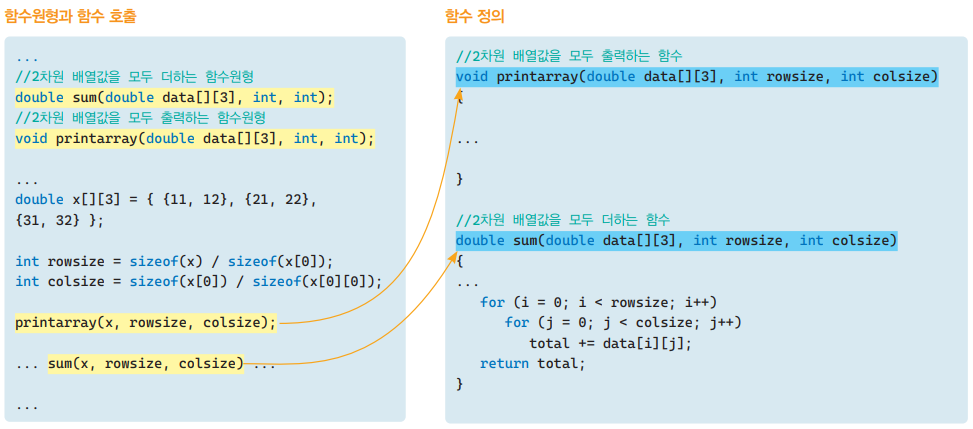 함수원형과 함수 호출
...
//2차원 배열값을 모두 더하는 함수원형
double sum(double data[][3], int, int);
//2차원 배열값을 모두 출력하는 함수원형
void printarray(double data[][3], int, int);
...
double x[][3] = { {11, 12}, {21, 22},
{31, 32} };
int rowsize = sizeof(x) / sizeof(x[0]);
int colsize = sizeof(x[0]) / sizeof(x[0][0]);
printarray(x, rowsize, colsize);
... sum(x, rowsize, colsize) ...
...
함수 정의
//2차원 배열값을 모두 출력하는 함수
void printarray(double data[][3], int rowsize, int colsize)
{
...
}
//2차원 배열값을 모두 더하는 함수
double sum(double data[][3], int rowsize, int colsize)
{
...
for (i = 0; i < rowsize; i++)
for (j = 0; j < colsize; j++)
total += data[i][j];
return total;
}